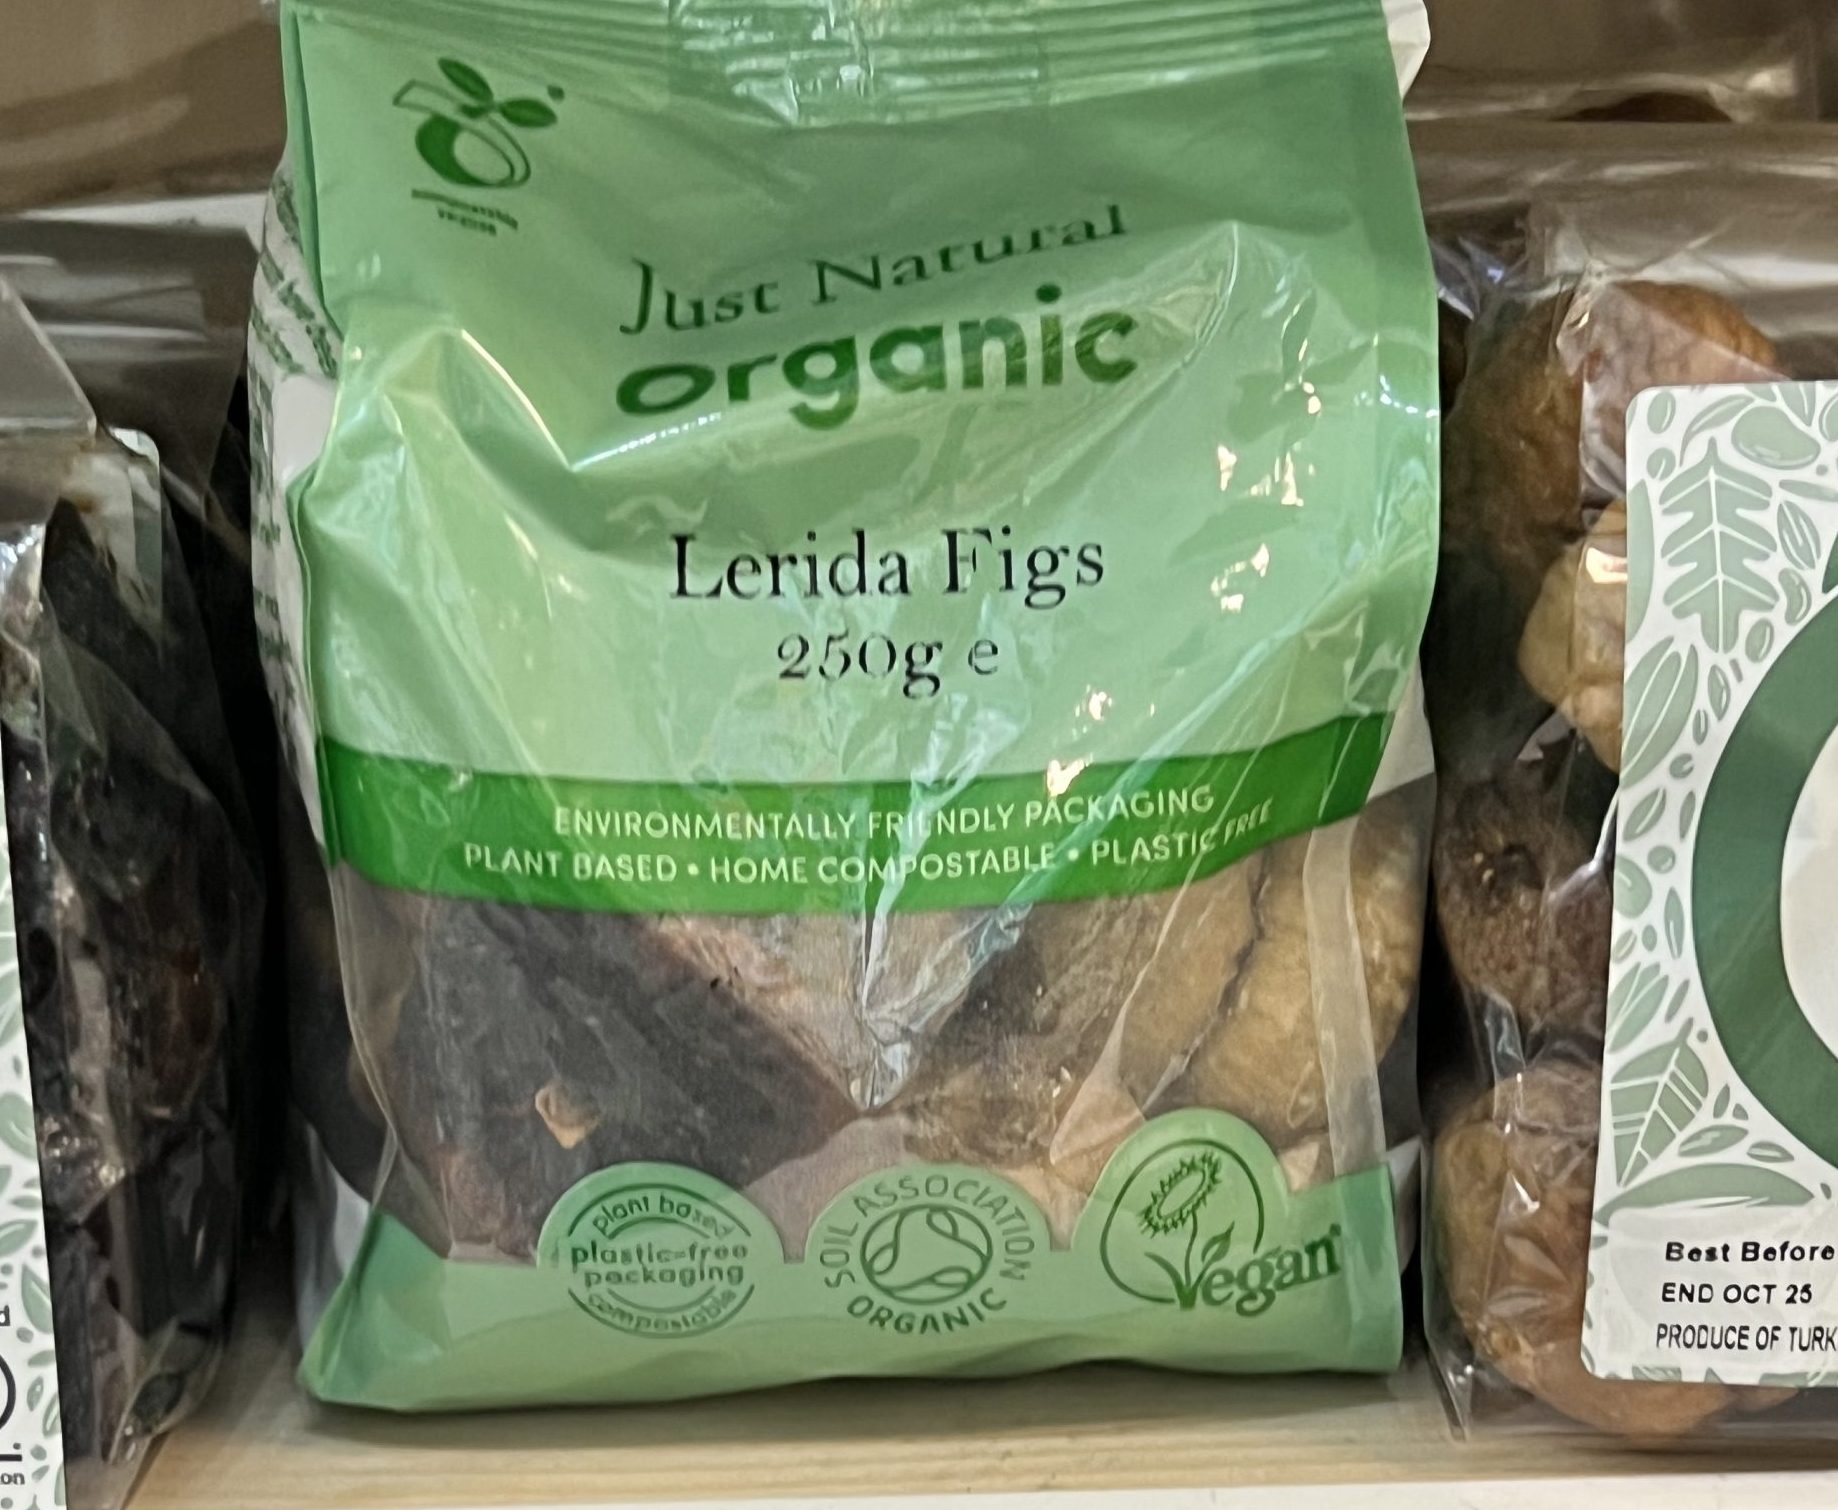 compostable
Just Natural
organic
Lerida Figs
250g e
ENVIRONMENTALLY FRIENDLY PACKAGING
PLANT BASED • HOME COMPOSTABLE • PLASTIC FREE
plant based
plastic-free
packaging
compostable
SOIL ASSOCIATION
ORGANIC
Vegan
Best Before
END OCT 25
PRODUCE OF